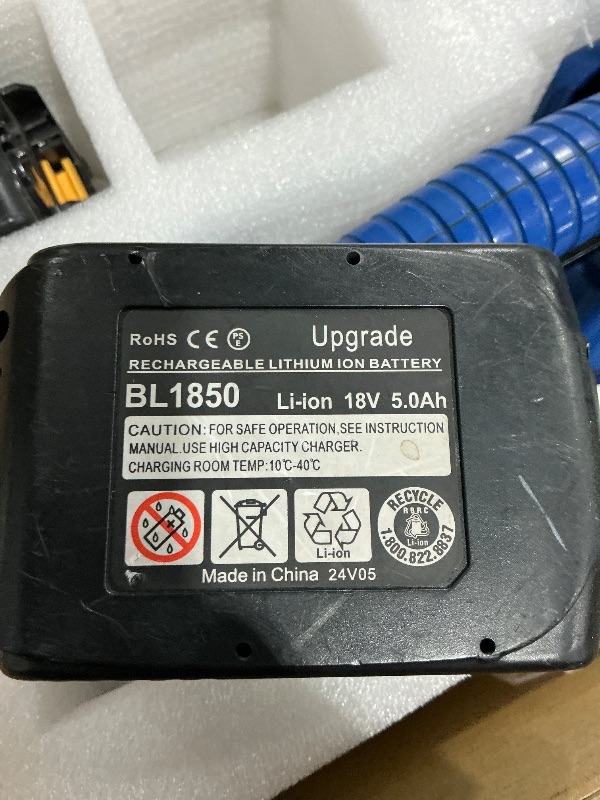 RoHS CE PS E Upgrade
RECHARGEABLE LITHIUM ION BATTERY
BL1850 Li-ion 18V 5.0Ah
CAUTION: FOR SAFE OPERATION,SEE INSTRUCTION
MANUAL.USE HIGH CAPACITY CHARGER.
CHARGING ROOM TEMP:10℃-40℃
Li-ion
RECYCLE
RBRC
Li-ion
1.800.822.8837
Made in China 24V05